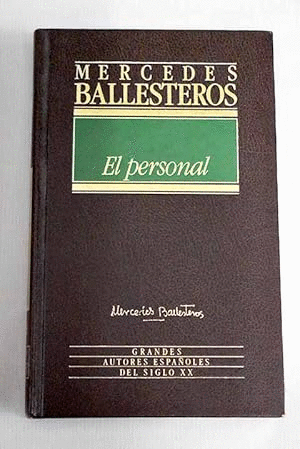 MERCEDES
BALLESTEROS
El personal
Mercedes Ballesteros
GRANDES
AUTORES ESPAÑOLES
DEL SIGLO XX